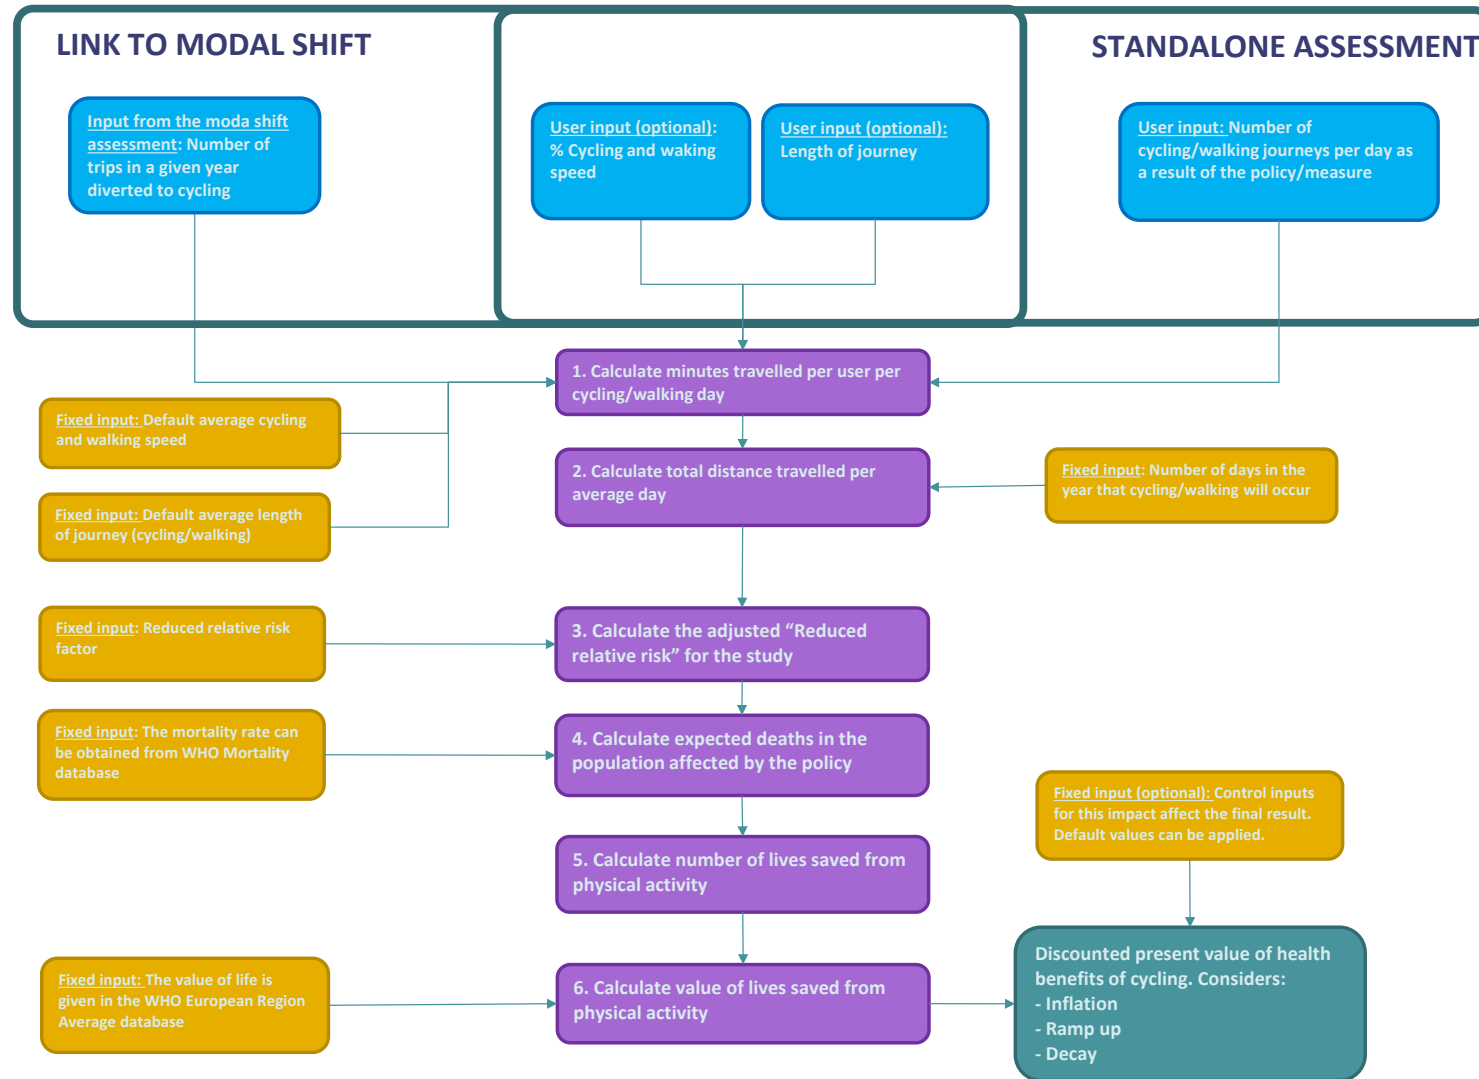 LINK TO MODAL SHIFT
STANDALONE ASSESSMENT
Input from the moda shift
assessment: Number of
trips in a given year
diverted to cycling
User input (optional):
% Cycling and waking
speed
User input (optional):
Length of journey
User input: Number of
cycling/walking journeys per day as
a result of the policy/measure
1. Calculate minutes travelled per user per
cycling/walking day
Fixed input: Default average cycling
and walking speed
2. Calculate total distance travelled per
average day
Fixed input: Number of days in the
year that cycling/walking will occur
Fixed input: Default average length
of journey (cycling/walking)
Fixed input: Reduced relative risk
factor
3. Calculate the adjusted “Reduced
relative risk” for the study
Fixed input: The mortality rate can
be obtained from WHO Mortality
database
4. Calculate expected deaths in the
population affected by the policy
Fixed input (optional): Control inputs
for this impact affect the final result.
Default values can be applied.
5. Calculate number of lives saved from
physical activity
Fixed input: The value of life is
given in the WHO European Region
Average database
6. Calculate value of lives saved from
physical activity
Discounted present value of health
benefits of cycling. Considers:
- Inflation
- Ramp up
- Decay